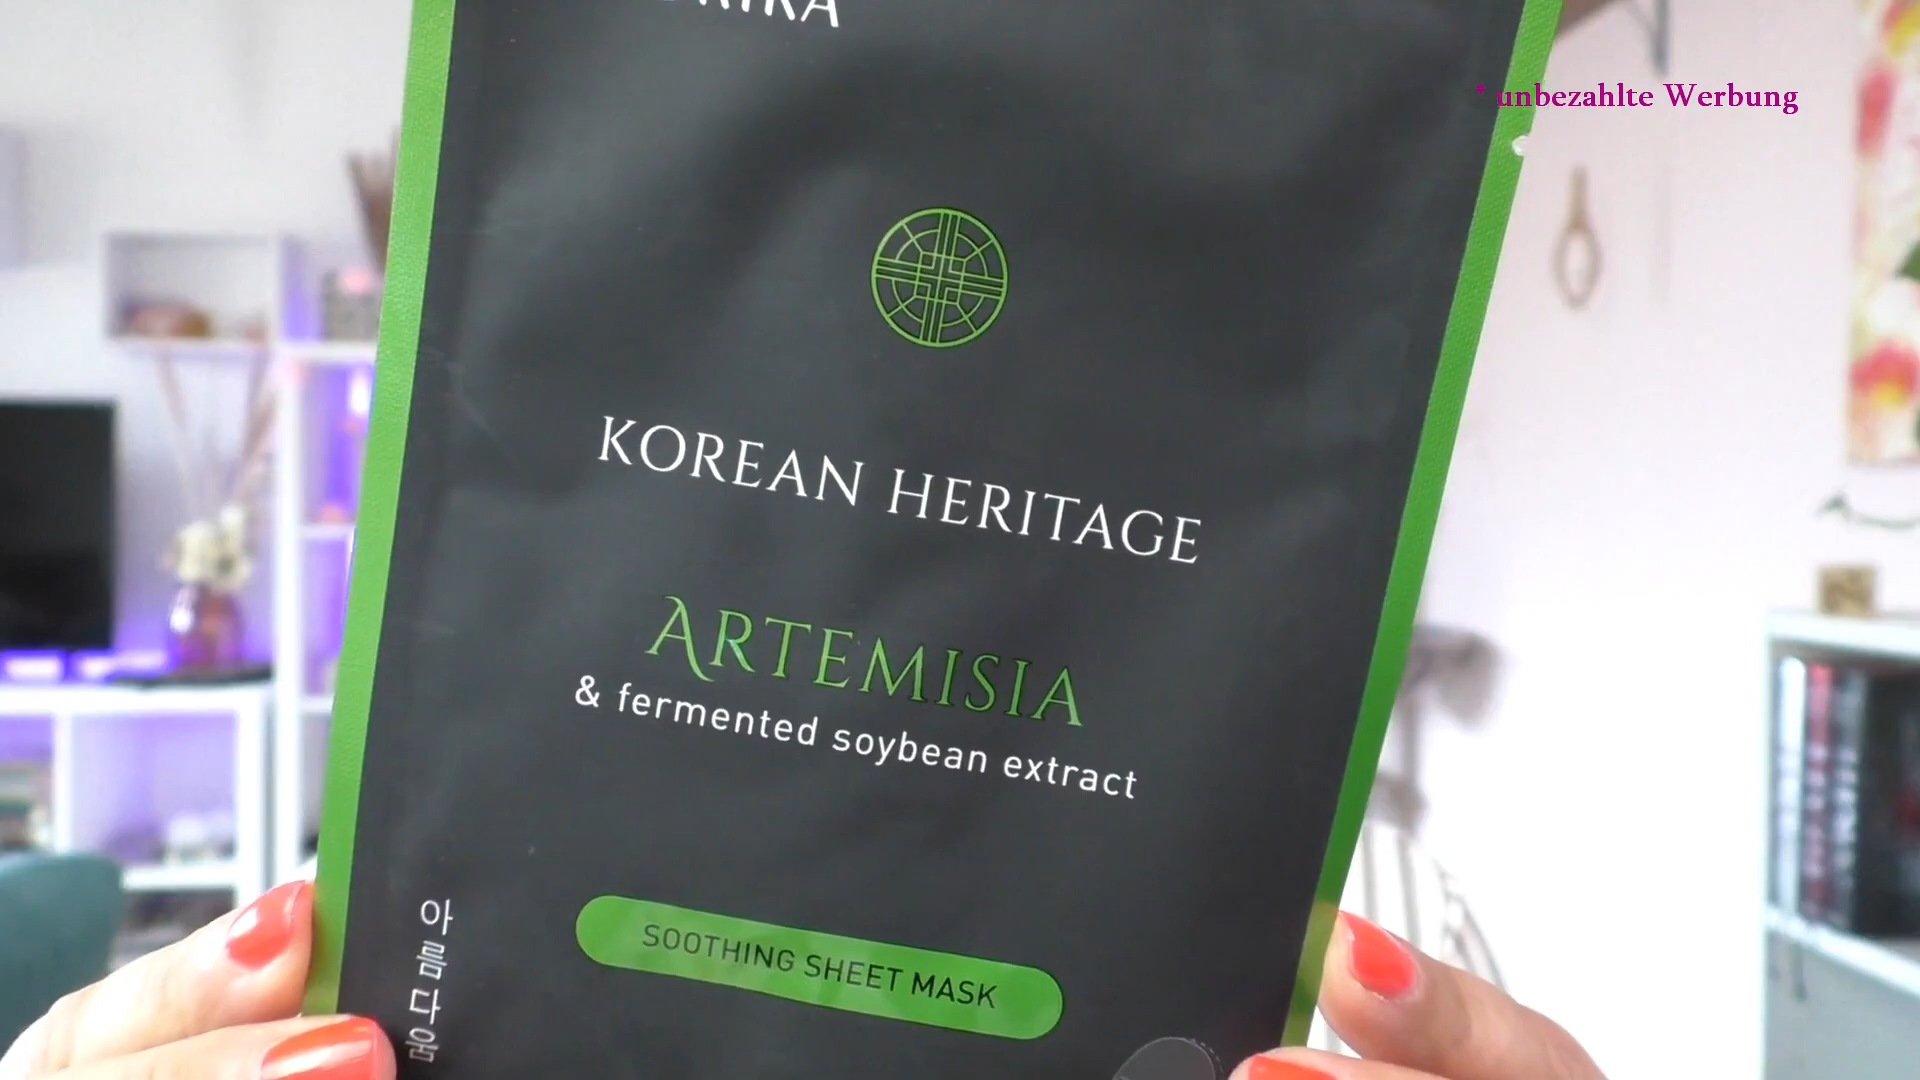 * unbezahlte Werbung
KOREAN HERITAGE
ARTEMISIA
& fermented soybean extract
SOOTHING SHEET MASK
아름다움